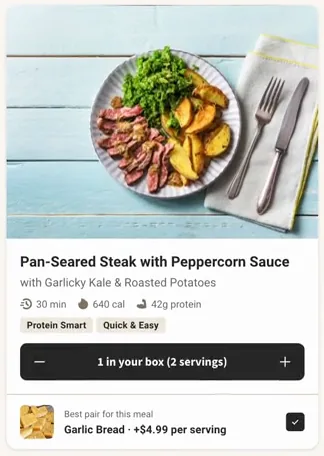 Pan-Seared Steak with Peppercorn Sauce
with Garlicky Kale & Roasted Potatoes
30 min 640 cal 42g protein
Protein Smart Quick & Easy
1 in your box (2 servings)
Best pair for this meal
Garlic Bread · +$4.99 per serving